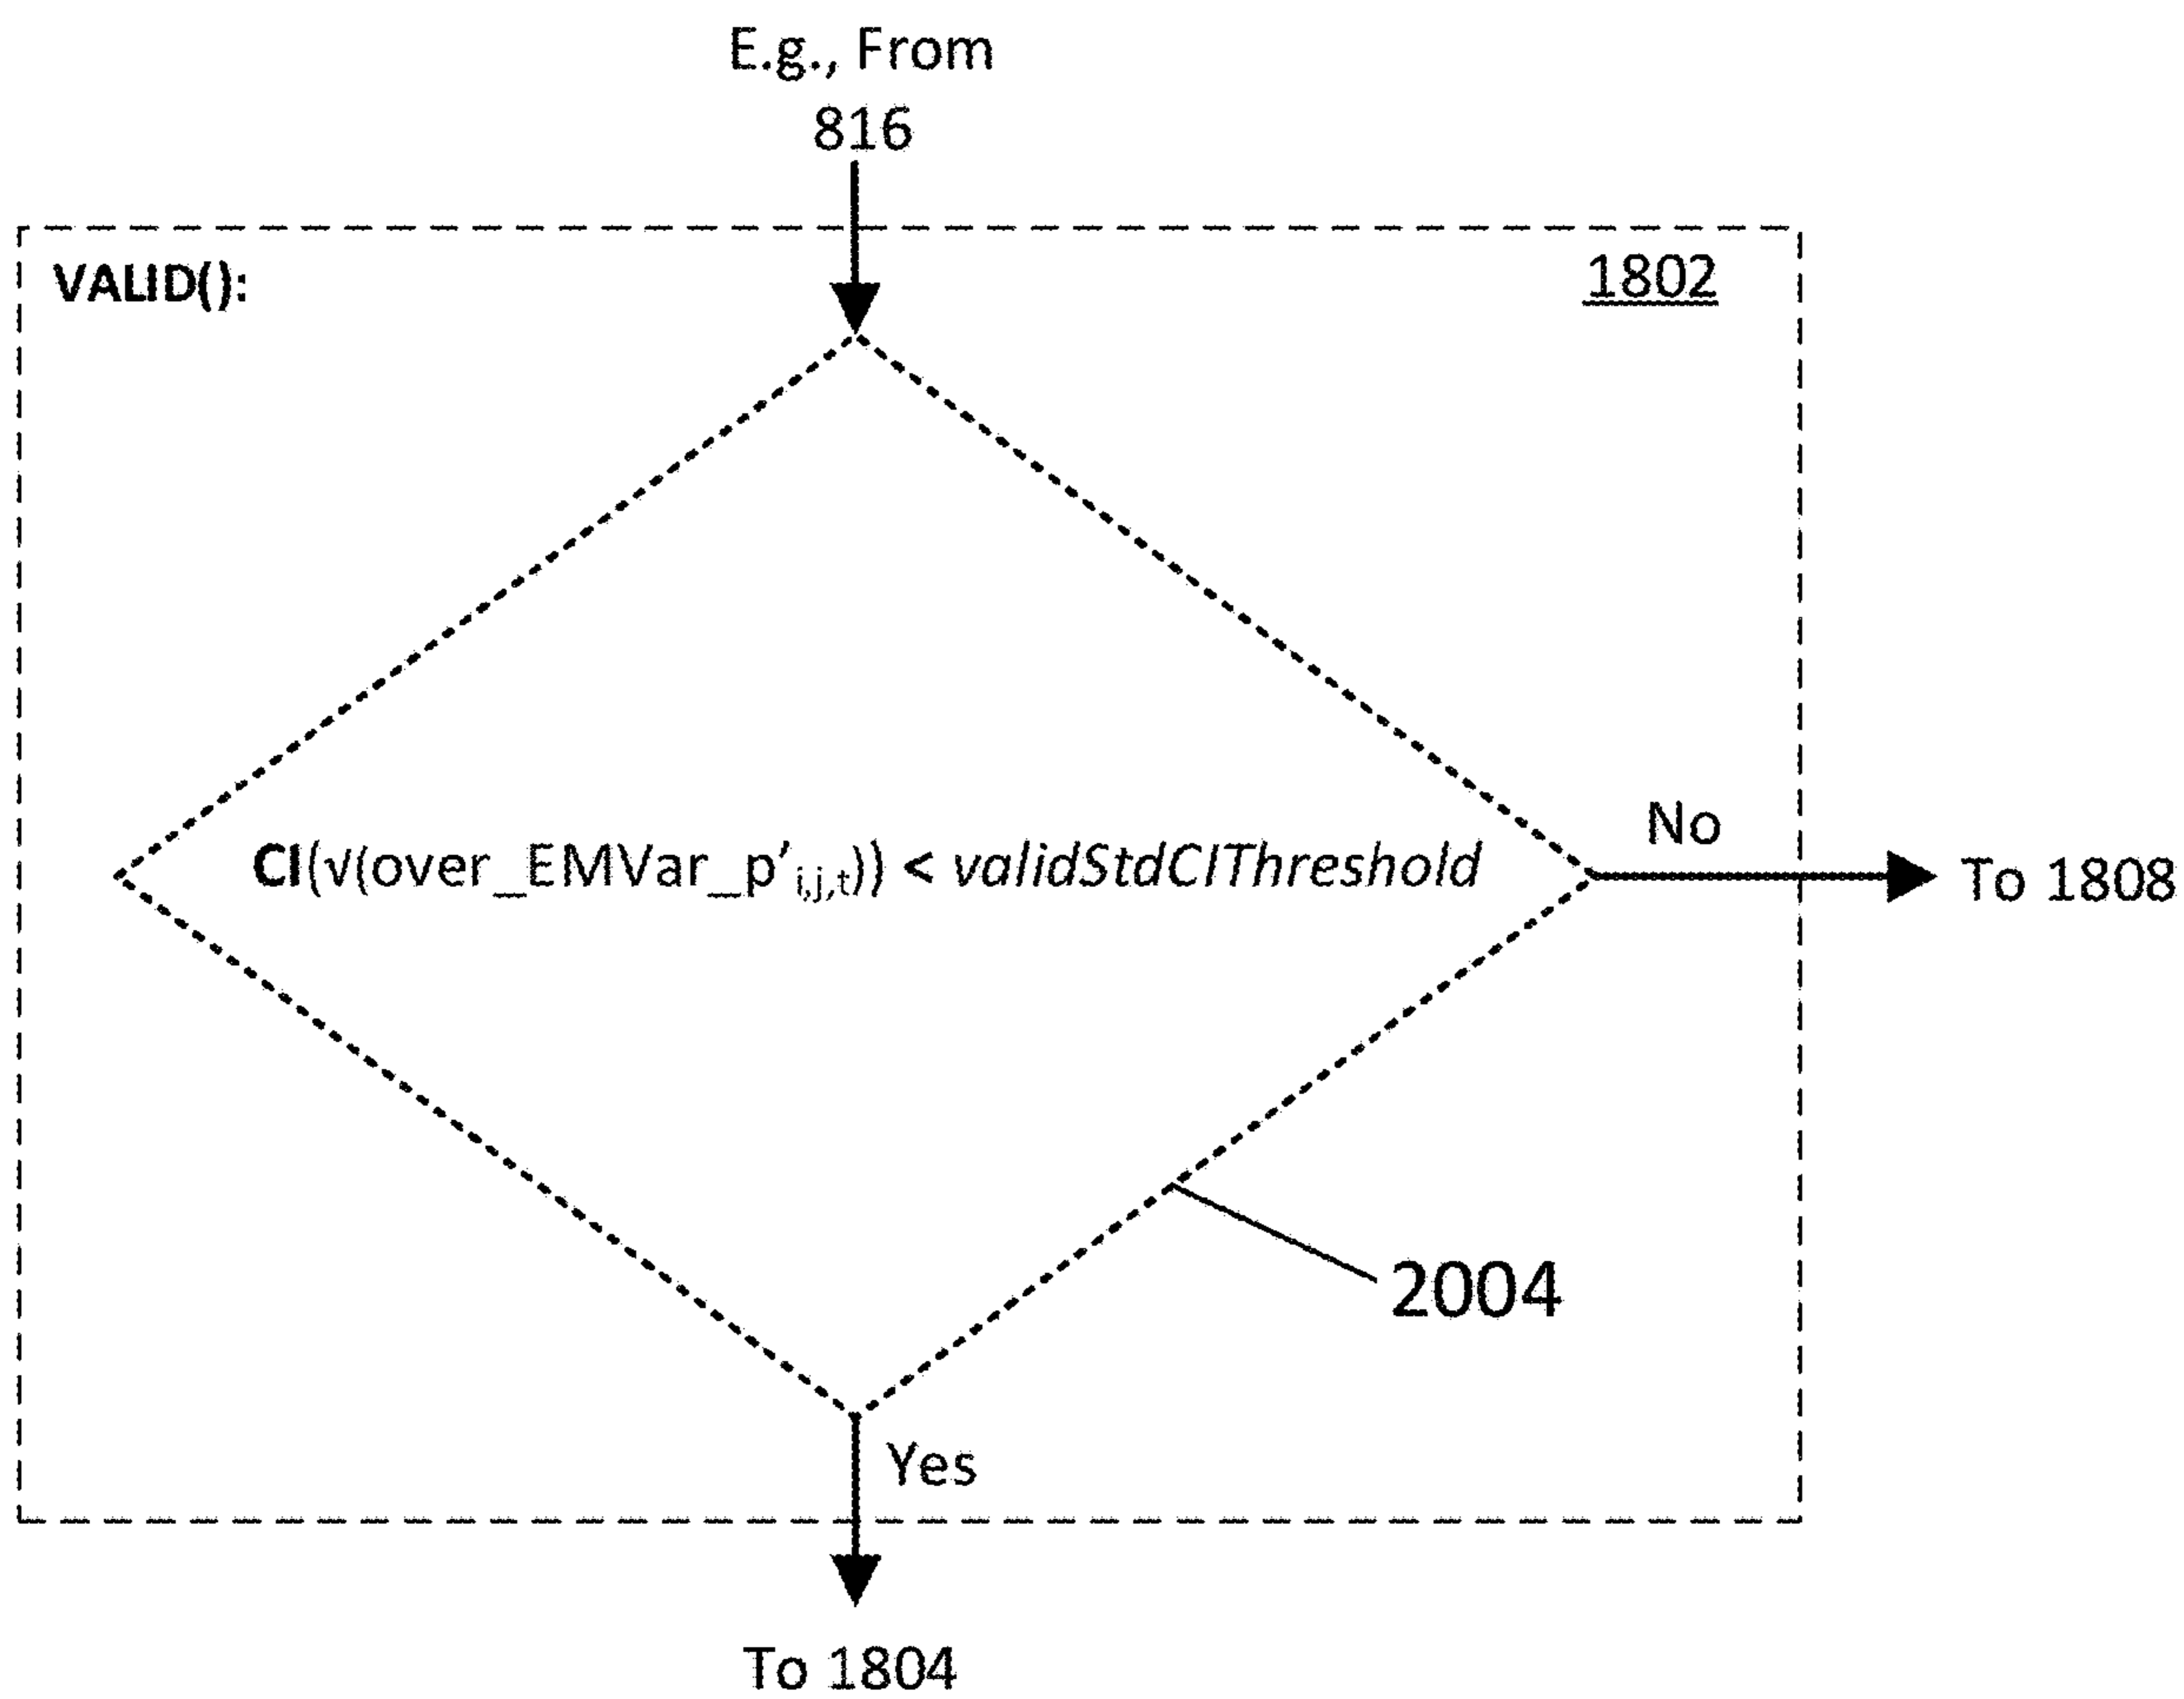 E.g., From
816
VALID():
1802
No
CI(√(over_EMVar_p’i,j,t)) < validStdCIThreshold
To 1808
2004
Yes
To 1804